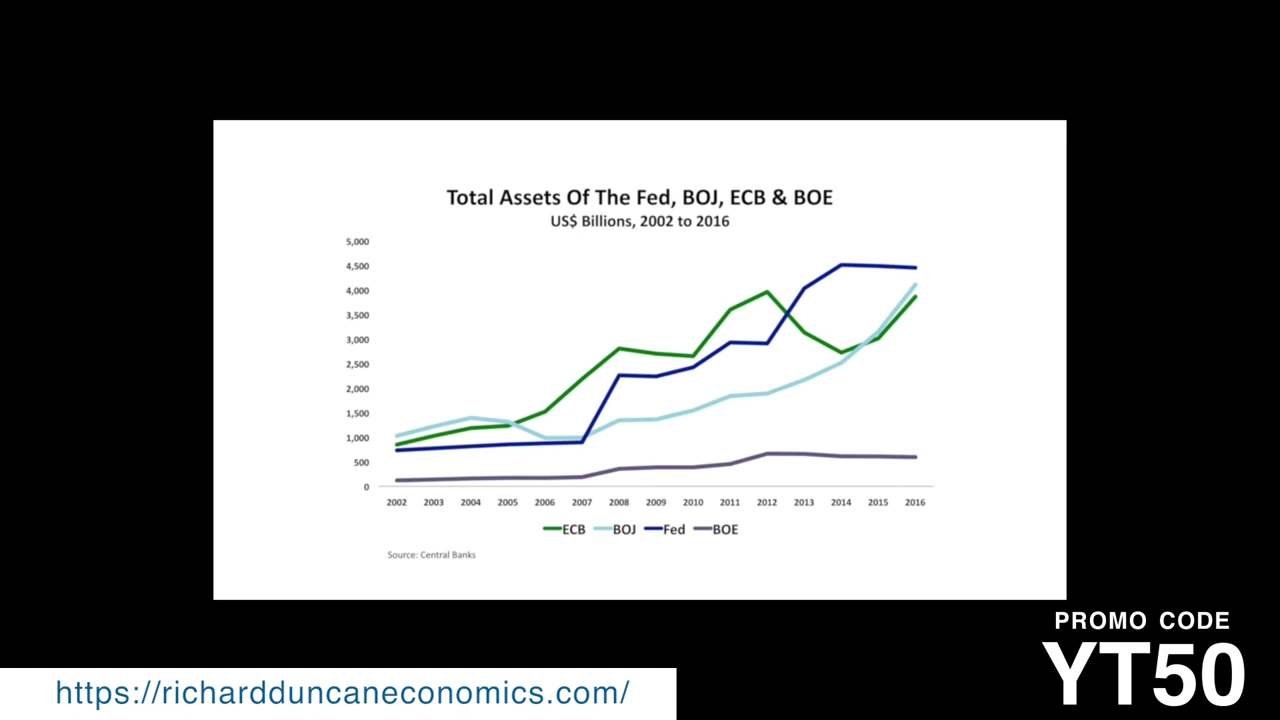 Total Assets Of The Fed, BOJ, ECB & BOE
US$ Billions, 2002 to 2016
5,000
4,500
4,000
3,500
3,000
2,500
2,000
1,500
1,000
500
0
2002 2003 2004 2005 2006 2007 2008 2009 2010 2011 2012 2013 2014 2015 2016
ECB BOJ Fed BOE
Source: Central Banks
PROMO CODE
YT50
https://richardduncaneconomics.com/